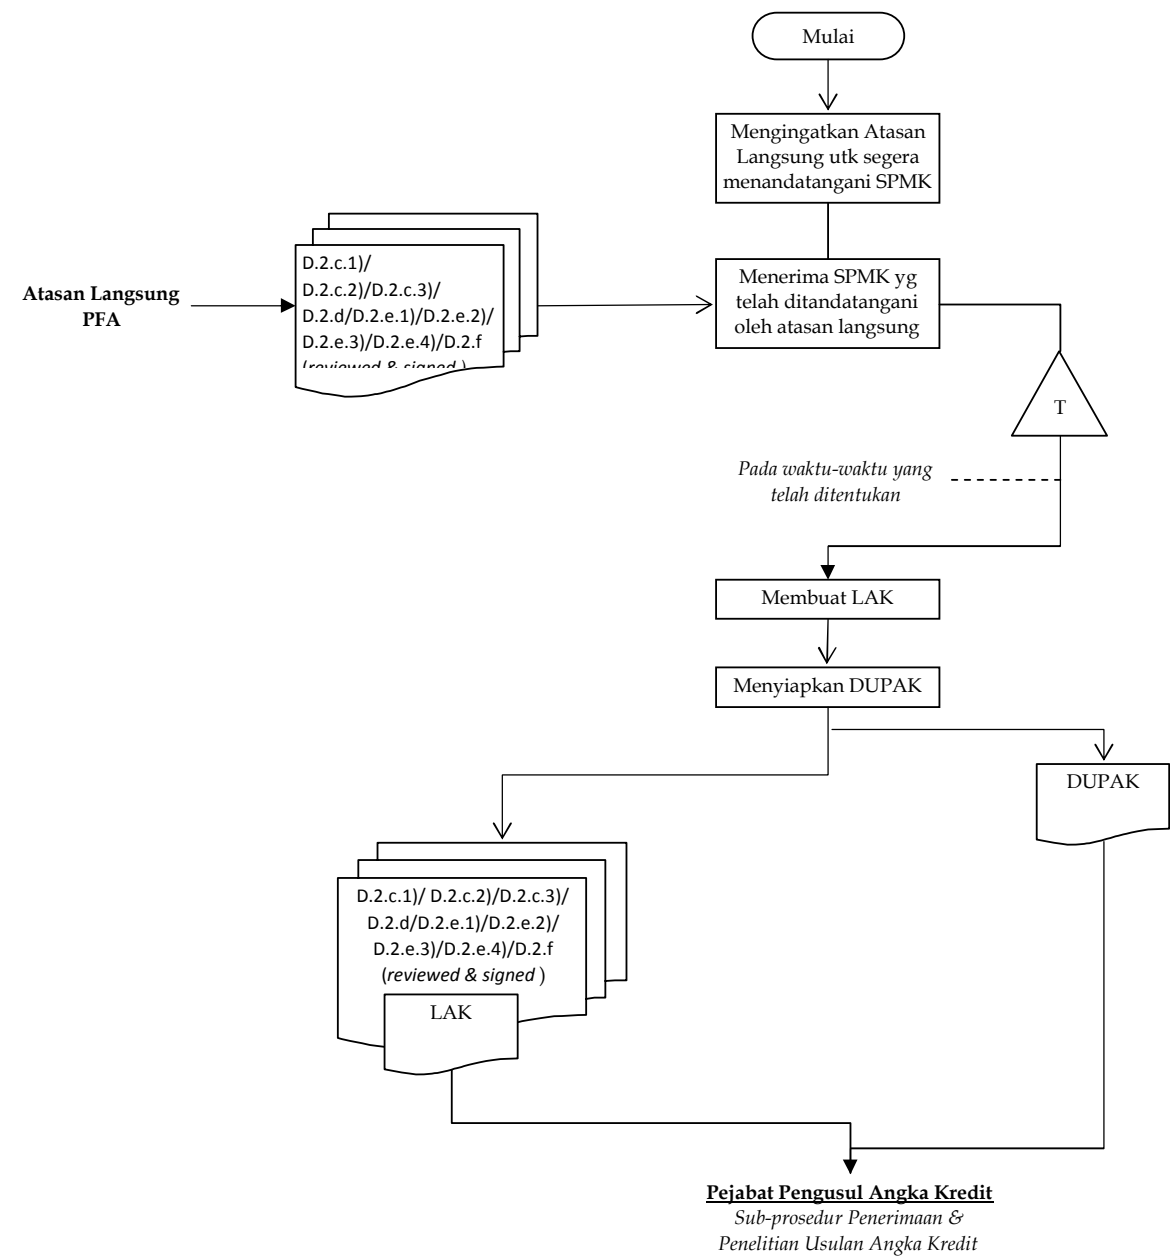 Mulai
Mengingatkan Atasan
Langsung utk segera
menandatangani SPMK
Atasan Langsung
PFA
D.2.c.1)/
D.2.c.2)/D.2.c.3)/
D.2.d/D.2.e.1)/D.2.e.2)/
D.2.e.3)/D.2.e.4)/D.2.f
(reviewed & signed )
Menerima SPMK yg
telah ditandatangani
oleh atasan langsung
T
Pada waktu-waktu yang
telah ditentukan
Membuat LAK
Menyiapkan DUPAK
DUPAK
D.2.c.1)/ D.2.c.2)/D.2.c.3)/
D.2.d/D.2.e.1)/D.2.e.2)/
D.2.e.3)/D.2.e.4)/D.2.f
(reviewed & signed )
LAK
Pejabat Pengusul Angka Kredit
Sub-prosedur Penerimaan &
Penelitian Usulan Angka Kredit